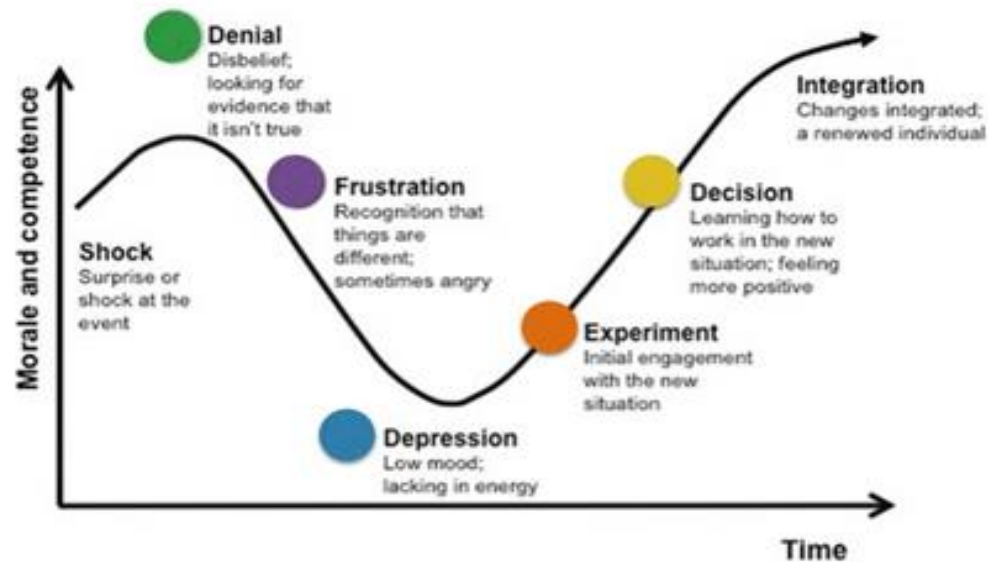 Denial
Disbelief;
looking for
evidence that
it isn't true
Morale and competence
Shock
Surprise or
shock at the
event
Frustration
Recognition that
things are
different;
sometimes angry
Depression
Low mood;
lacking in energy
Experiment
Initial engagement
with the new
situation
Decision
Learning how to
work in the new
situation; feeling
more positive
Integration
Changes integrated;
a renewed individual
Time